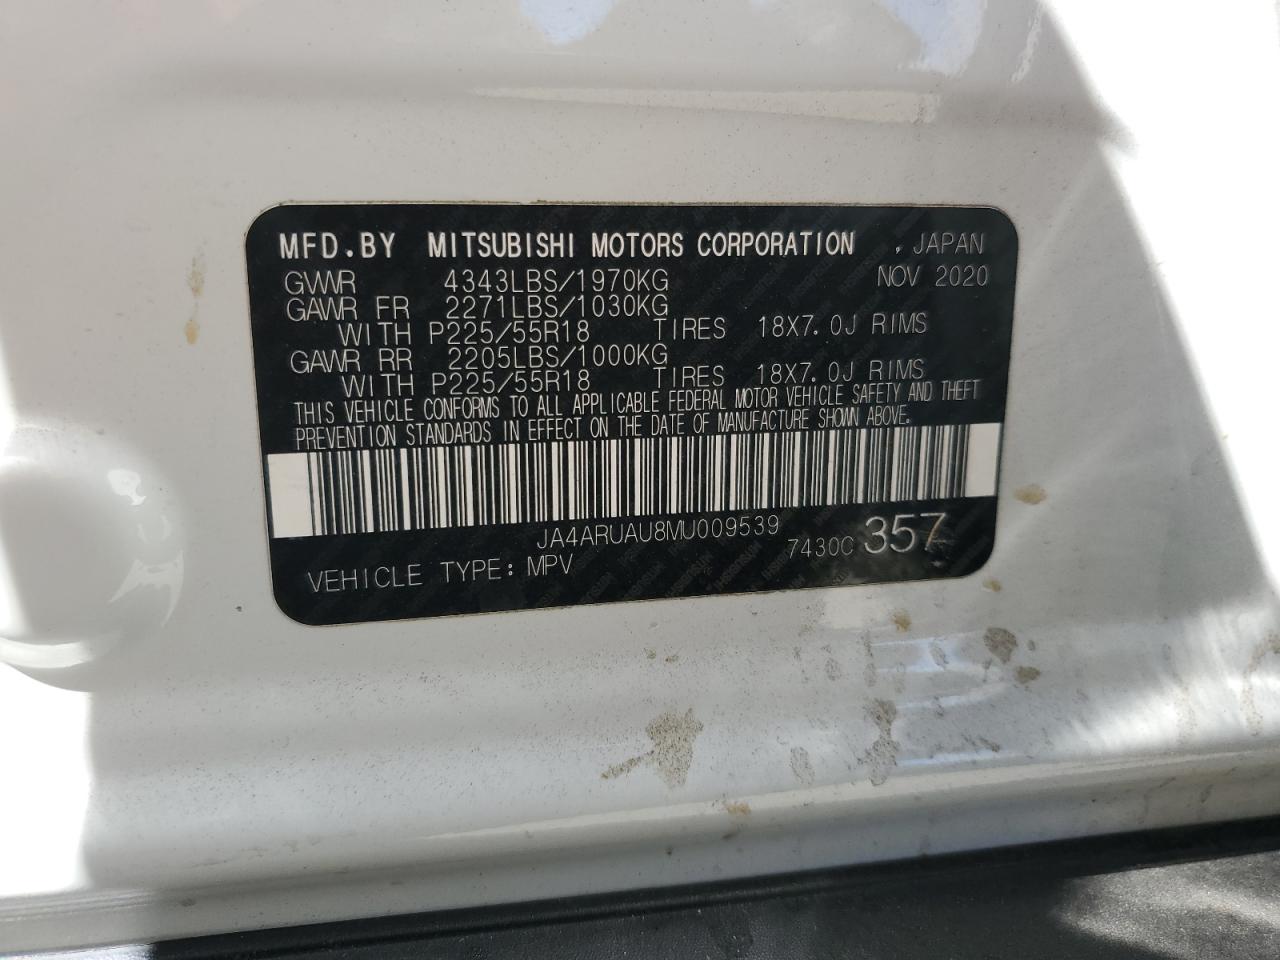 MFD.BY MITSUBISHI MOTORS CORPORATION , JAPAN
GVWR 4343LBS/1970KG NOV 2020
GAWR FR 2271LBS/1030KG
WITH P225/55R18 TIRES 18X7.0J RIMS
GAWR RR 2205LBS/1000KG
WITH P225/55R18 TIRES 18X7.0J RIMS
THIS VEHICLE CONFORMS TO ALL APPLICABLE FEDERAL MOTOR VEHICLE SAFETY AND THEFT
PREVENTION STANDARDS IN EFFECT ON THE DATE OF MANUFACTURE SHOWN ABOVE.
JA4ARUAU8MU009539
VEHICLE TYPE: MPV 7430C 357